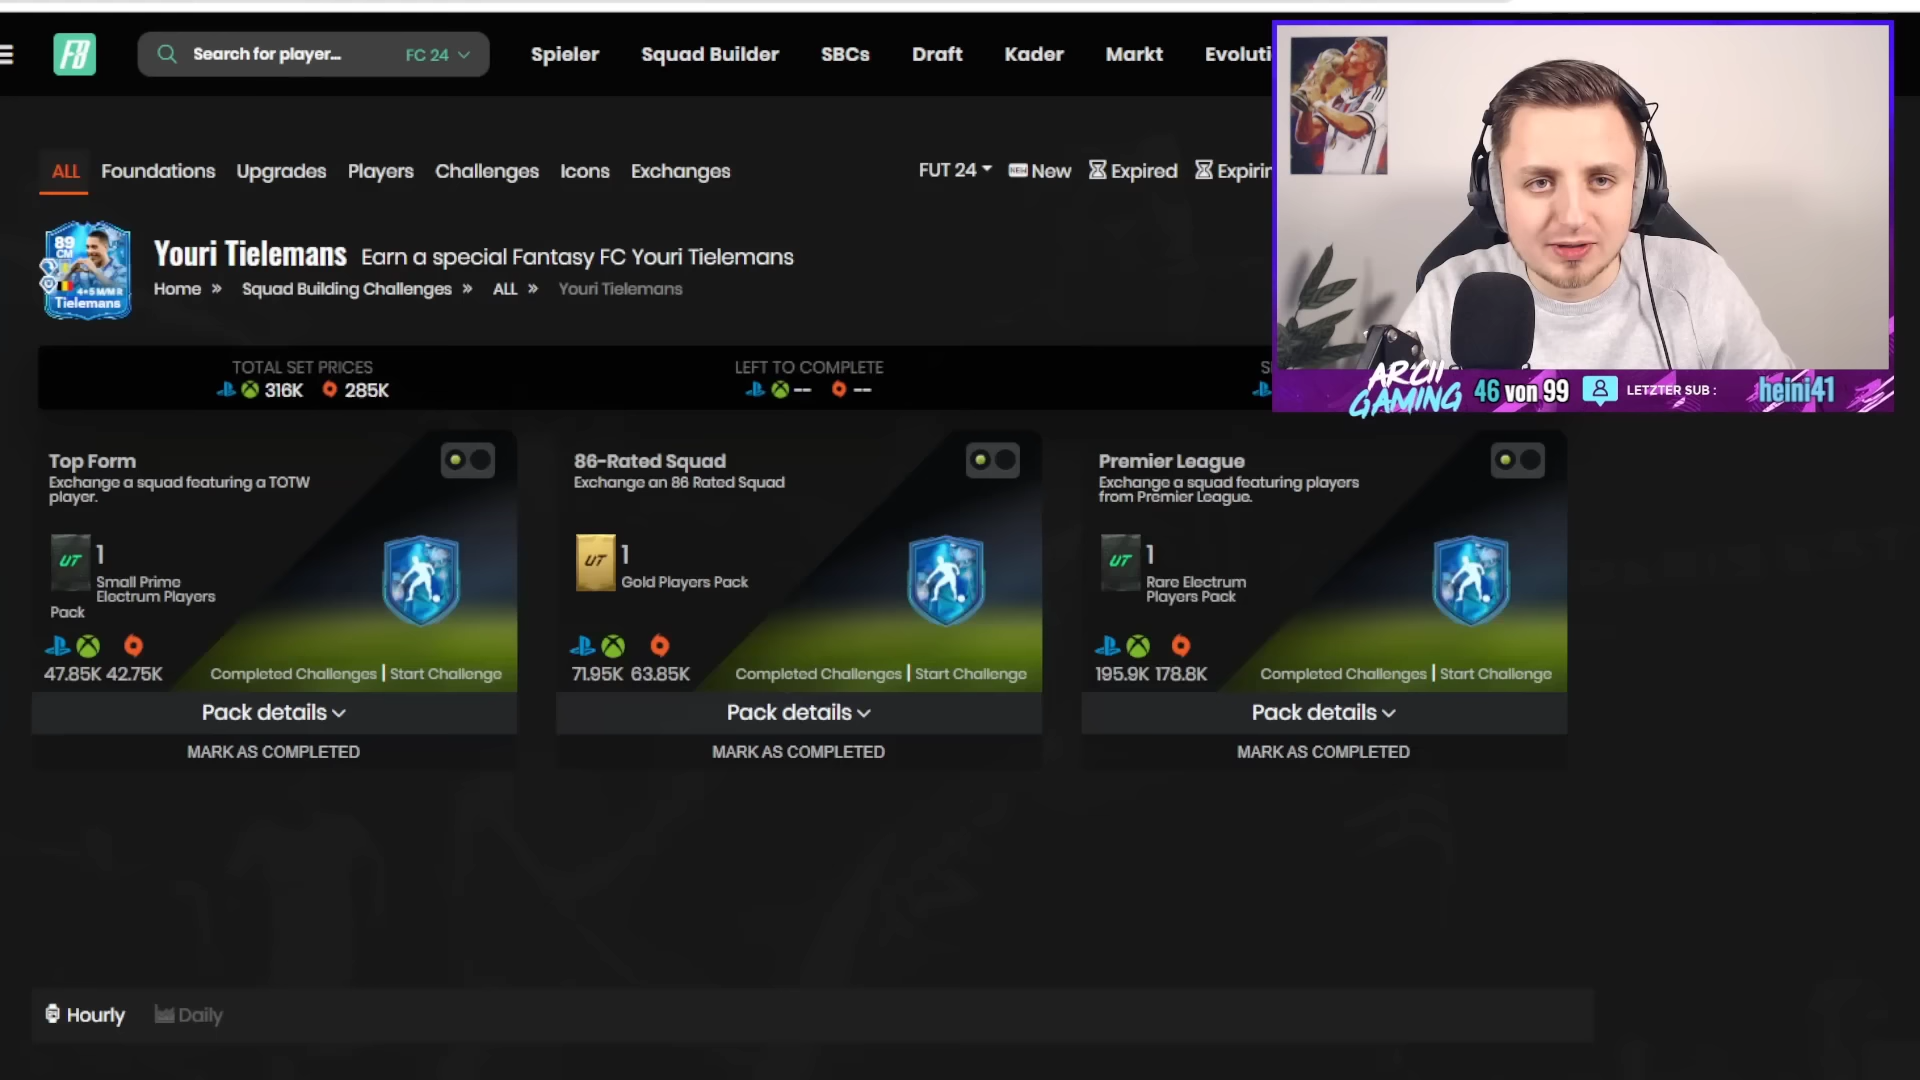 Search for player...
FC 24
Spieler
Squad Builder
SBCs
Draft
Kader
Markt
Evoluti
ALL
Foundations
Upgrades
Players
Challenges
Icons
Exchanges
FUT 24
New
Expired
Expirin
89
CM
4★5 M/M R
Tielemans
Youri Tielemans Earn a special Fantasy FC Youri Tielemans
Home » Squad Building Challenges » ALL » Youri Tielemans
TOTAL SET PRICES
316K 285K
LEFT TO COMPLETE
-- --
S
ARCII
GAMING
46 von 99
LETZTER SUB :
heini41
Top Form
Exchange a squad featuring a TOTW
player.
UT
1
Small Prime
Electrum Players
Pack
47.85K 42.75K
Completed Challenges | Start Challenge
Pack details
MARK AS COMPLETED
86-Rated Squad
Exchange an 86 Rated Squad
UT
1
Gold Players Pack
71.95K 63.85K
Completed Challenges | Start Challenge
Pack details
MARK AS COMPLETED
Premier League
Exchange a squad featuring players
from Premier League.
UT
1
Rare Electrum
Players Pack
195.9K 178.8K
Completed Challenges | Start Challenge
Pack details
MARK AS COMPLETED
Hourly
Daily